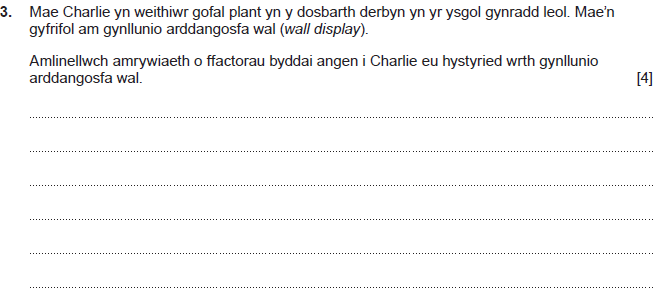 3. Mae Charlie yn weithiwr gofal plant yn y dosbarth derbyn yn yr ysgol gynradd leol. Mae'n
gyfrifol am gynllunio arddangosfa wal (wall display).
Amlinellwch amrywiaeth o ffactorau byddai angen i Charlie eu hystyried wrth gynllunio
arddangosfa wal. [4]